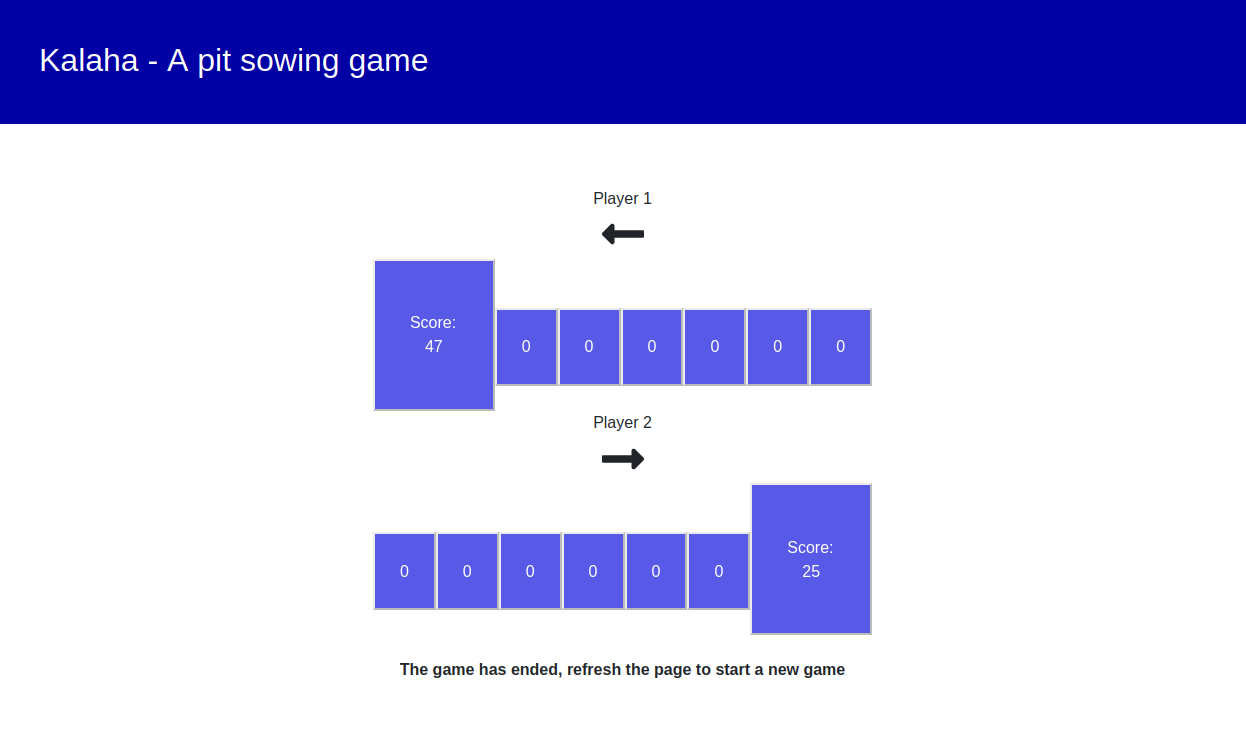 Kalaha - A pit sowing game
Player 1
Score:
47
0 0 0 0 0 0
Player 2
0 0 0 0 0 0
Score:
25
The game has ended, refresh the page to start a new game